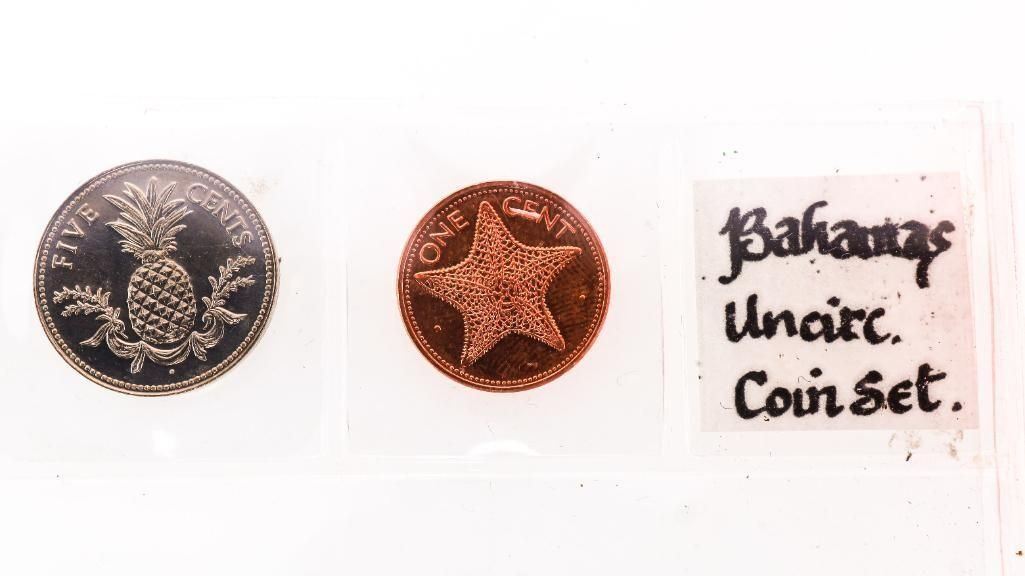 FIVE CENTS
ONE CENT
Bahamas
Uncirc.
Coin Set.